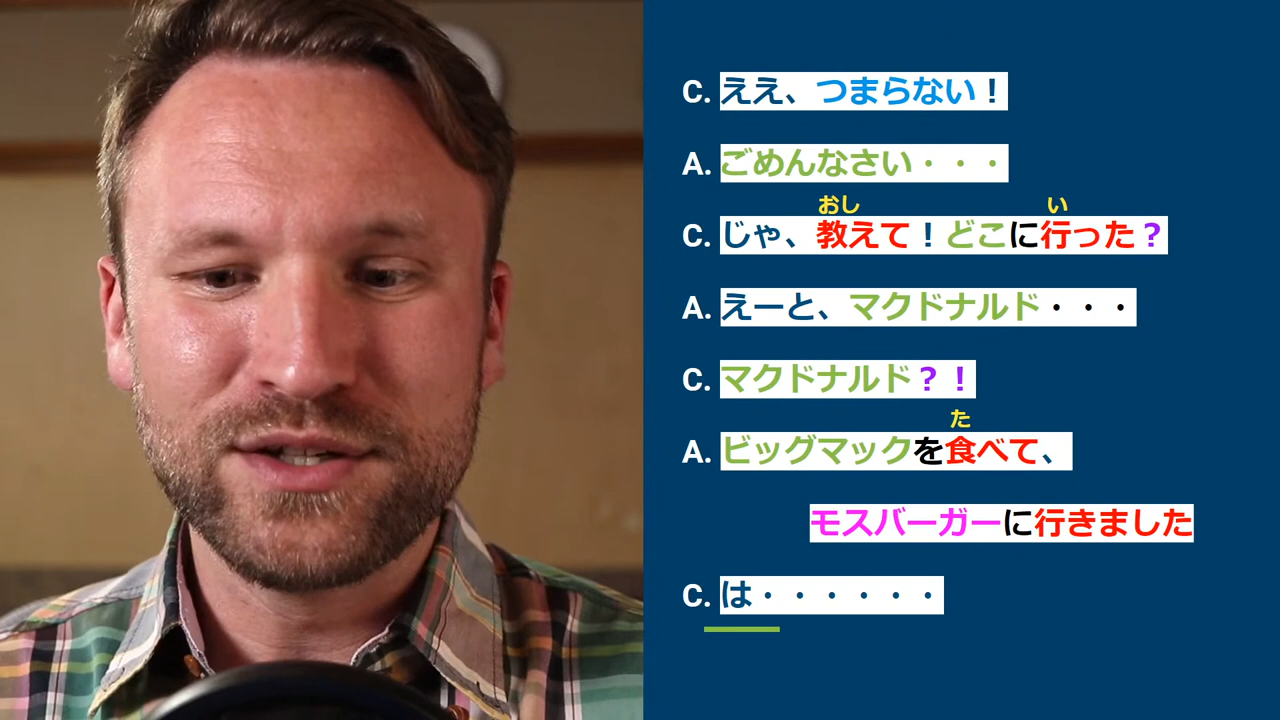 C. ええ、つまらない！
A. ごめんなさい・・・
おし い
C. じゃ、教えて！どこに行った？
A. えーと、マクドナルド・・・
C. マクドナルド？！
た
A. ビッグマックを食べて、
モスバーガーに行きました
C. は・・・・・・